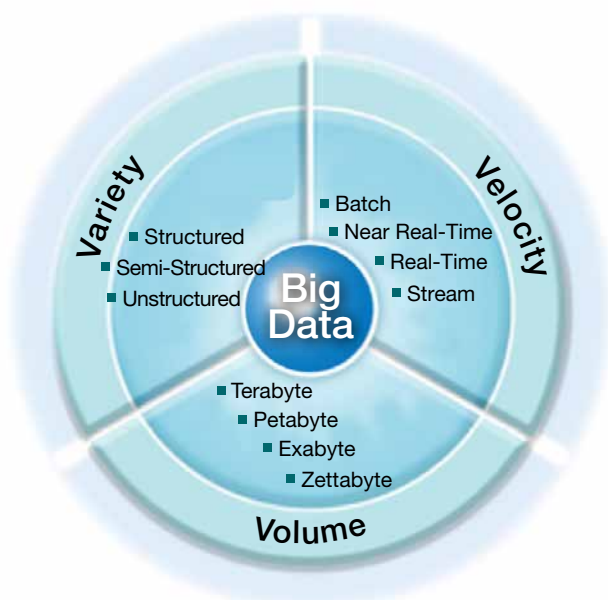 Variety
■ Structured
■ Semi-Structured
■ Unstructured
Velocity
■ Batch
■ Near Real-Time
■ Real-Time
■ Stream
Big
Data
■ Terabyte
■ Petabyte
■ Exabyte
■ Zettabyte
Volume